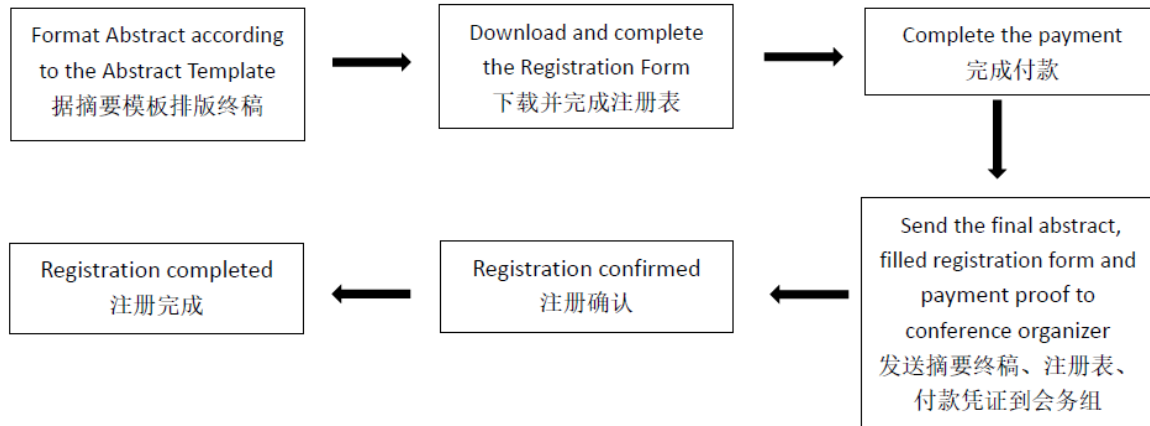 Format Abstract according
to the Abstract Template
据摘要模板排版终稿
Download and complete
the Registration Form
下载并完成注册表
Complete the payment
完成付款
Send the final abstract,
filled registration form and
payment proof to
conference organizer
发送摘要终稿、注册表、
付款凭证到会务组
Registration confirmed
注册确认
Registration completed
注册完成